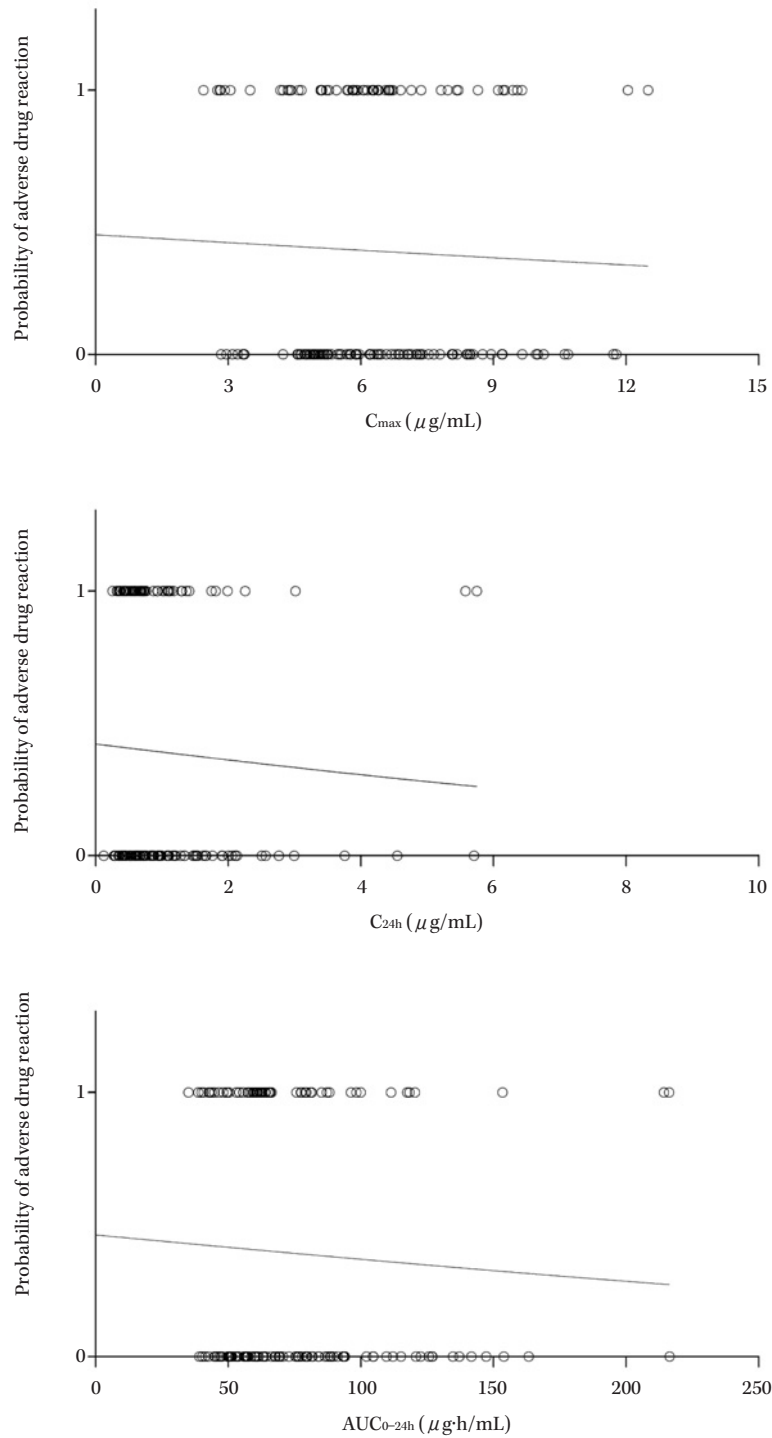 Probability of adverse drug reaction
1
0
0 3 6 9 12 15
Cmax (μg/mL)
Probability of adverse drug reaction
1
0
0 2 4 6 8 10
C24h (μg/mL)
Probability of adverse drug reaction
1
0
0 50 100 150 200 250
AUC0−24h (μg·h/mL)